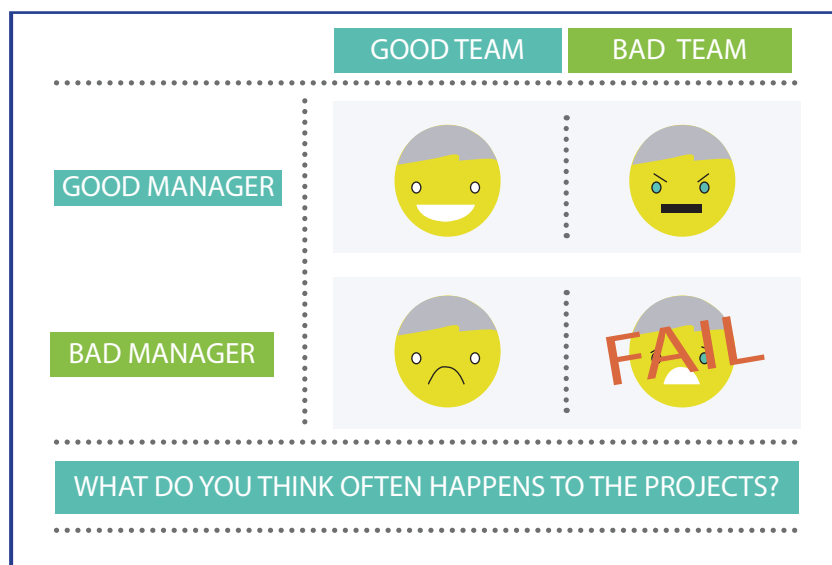 GOOD TEAM
BAD TEAM
GOOD MANAGER
BAD MANAGER
FAIL
WHAT DO YOU THINK OFTEN HAPPENS TO THE PROJECTS?